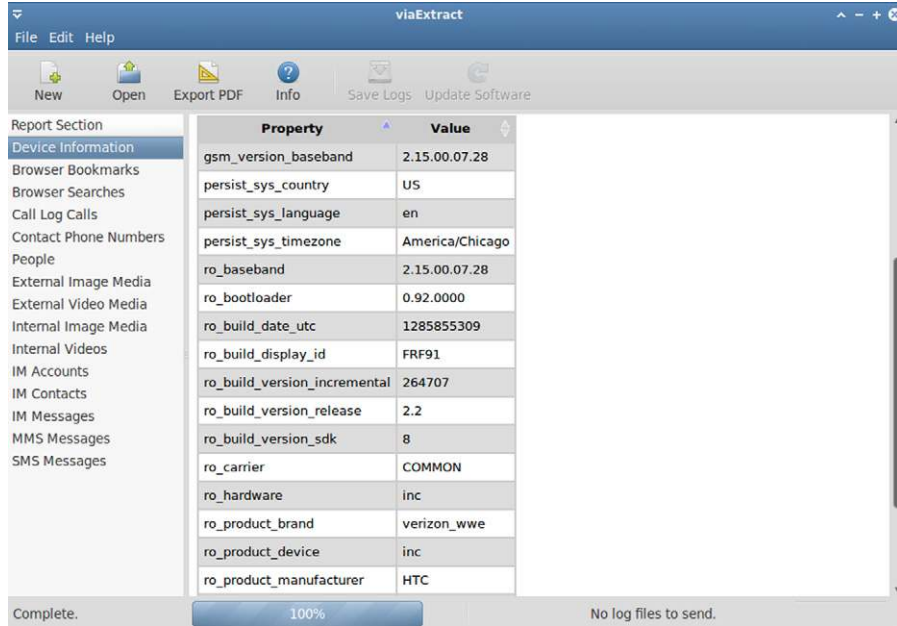 viaExtract
File Edit Help
New Open Export PDF Info Save Logs Update Software
Report Section
Device Information
Browser Bookmarks
Browser Searches
Call Log Calls
Contact Phone Numbers
People
External Image Media
External Video Media
Internal Image Media
Internal Videos
IM Accounts
IM Contacts
IM Messages
MMS Messages
SMS Messages
Property Value
gsm_version_baseband 2.15.00.07.28
persist_sys_country US
persist_sys_language en
persist_sys_timezone America/Chicago
ro_baseband 2.15.00.07.28
ro_bootloader 0.92.0000
ro_build_date_utc 1285855309
ro_build_display_id FRF91
ro_build_version_incremental 264707
ro_build_version_release 2.2
ro_build_version_sdk 8
ro_carrier COMMON
ro_hardware inc
ro_product_brand verizon_wwe
ro_product_device inc
ro_product_manufacturer HTC
Complete. 100% No log files to send.